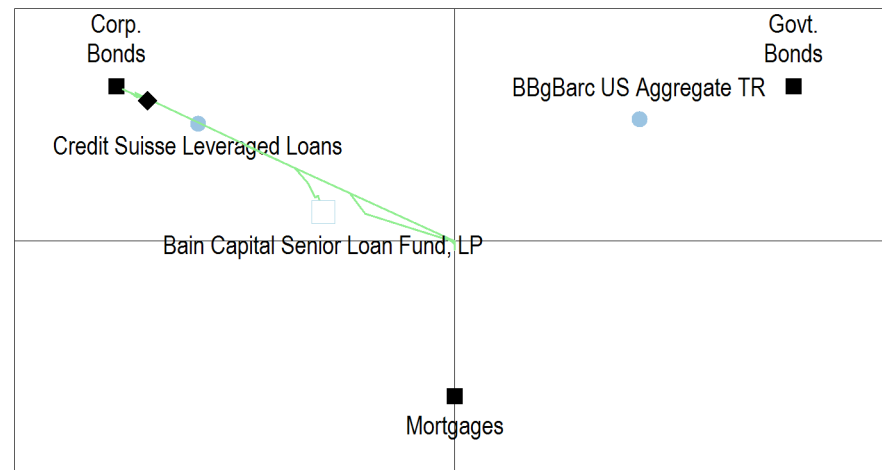 Corp.
Bonds
Govt.
Bonds
BBgBarc US Aggregate TR
Credit Suisse Leveraged Loans
Bain Capital Senior Loan Fund, LP
Mortgages